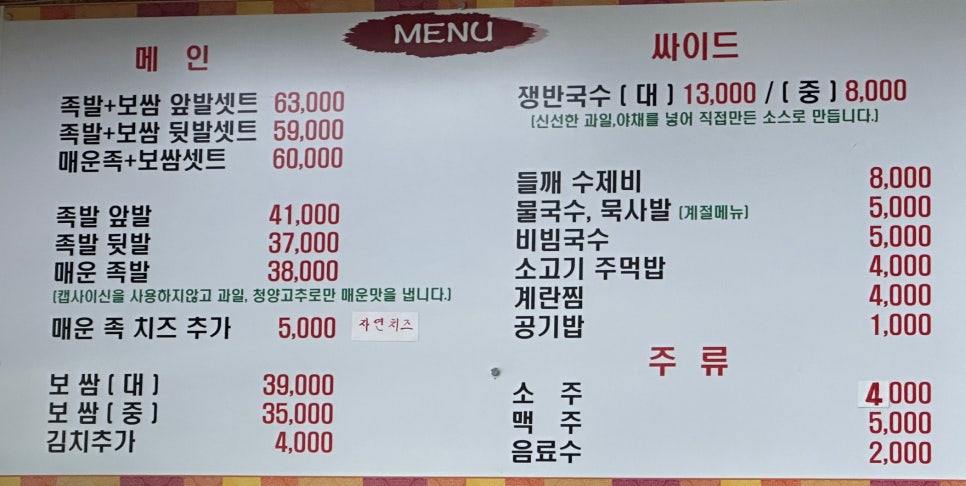 MENU
메 인
족발+보쌈 앞발셋트 63,000
족발+보쌈 뒷발셋트 59,000
매운족+보쌈셋트 60,000
족발 앞발 41,000
족발 뒷발 37,000
매운 족발 38,000
(캡사이신을 사용하지않고 과일, 청양고추로만 매운맛을 냅니다.)
매운 족 치즈 추가 5,000 자연치즈
보 쌈 ( 대 ) 39,000
보 쌈 ( 중 ) 35,000
김치추가 4,000
싸이드
쟁반국수 ( 대 ) 13,000 / ( 중 ) 8,000
(신선한 과일,야채를 넣어 직접만든 소스로 만듭니다.)
들깨 수제비 8,000
물국수, 묵사발 (계절메뉴) 5,000
비빔국수 5,000
소고기 주먹밥 4,000
계란찜 4,000
공기밥 1,000
주 류
소 주 4,000
맥 주 5,000
음료수 2,000